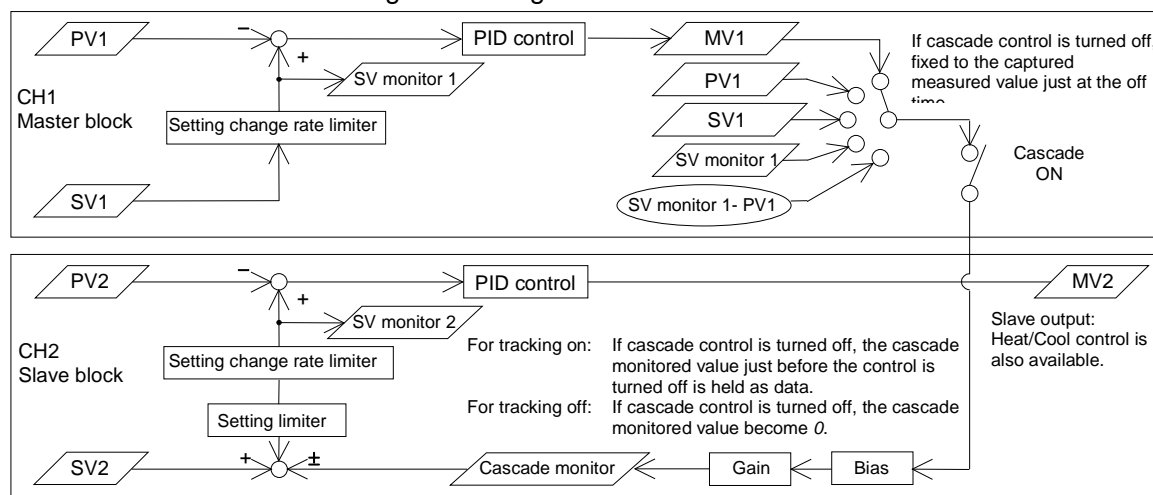 PV1
−
+
PID control
MV1
If cascade control is turned off,
fixed to the captured
measured value just at the off
time
SV monitor 1
CH1
Master block
Setting change rate limiter
SV1
PV1
SV1
SV monitor 1
SV monitor 1- PV1
Cascade
ON
PV2
−
+
PID control
MV2
SV monitor 2
Slave output:
Heat/Cool control is
also available.
CH2
Slave block
Setting change rate limiter
Setting limiter
For tracking on: If cascade control is turned off, the cascade
monitored value just before the control is
turned off is held as data.
For tracking off: If cascade control is turned off, the cascade
monitored value become 0.
SV2
+
±
Cascade monitor
Gain
Bias